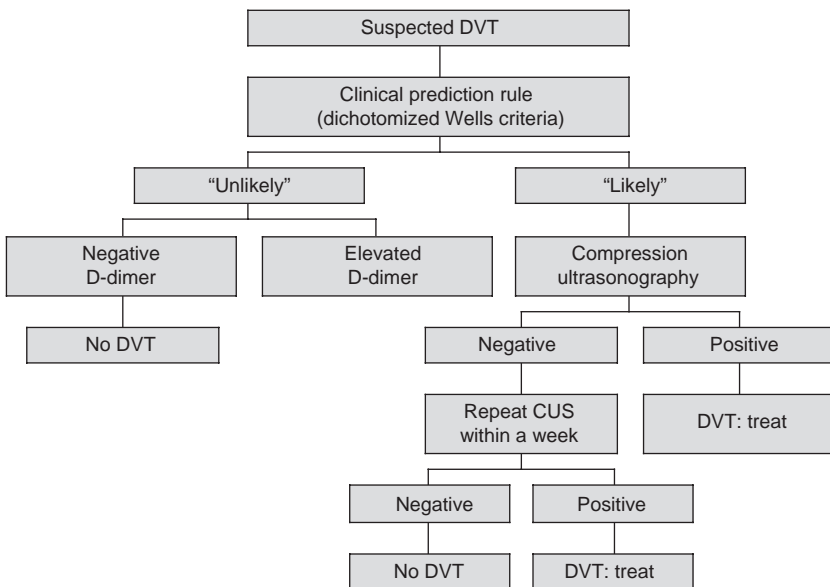 Suspected DVT
Clinical prediction rule
(dichotomized Wells criteria)
“Unlikely”
“Likely”
Negative
D-dimer
Elevated
D-dimer
Compression
ultrasonography
No DVT
Negative
Positive
Repeat CUS
within a week
DVT: treat
Negative
Positive
No DVT
DVT: treat